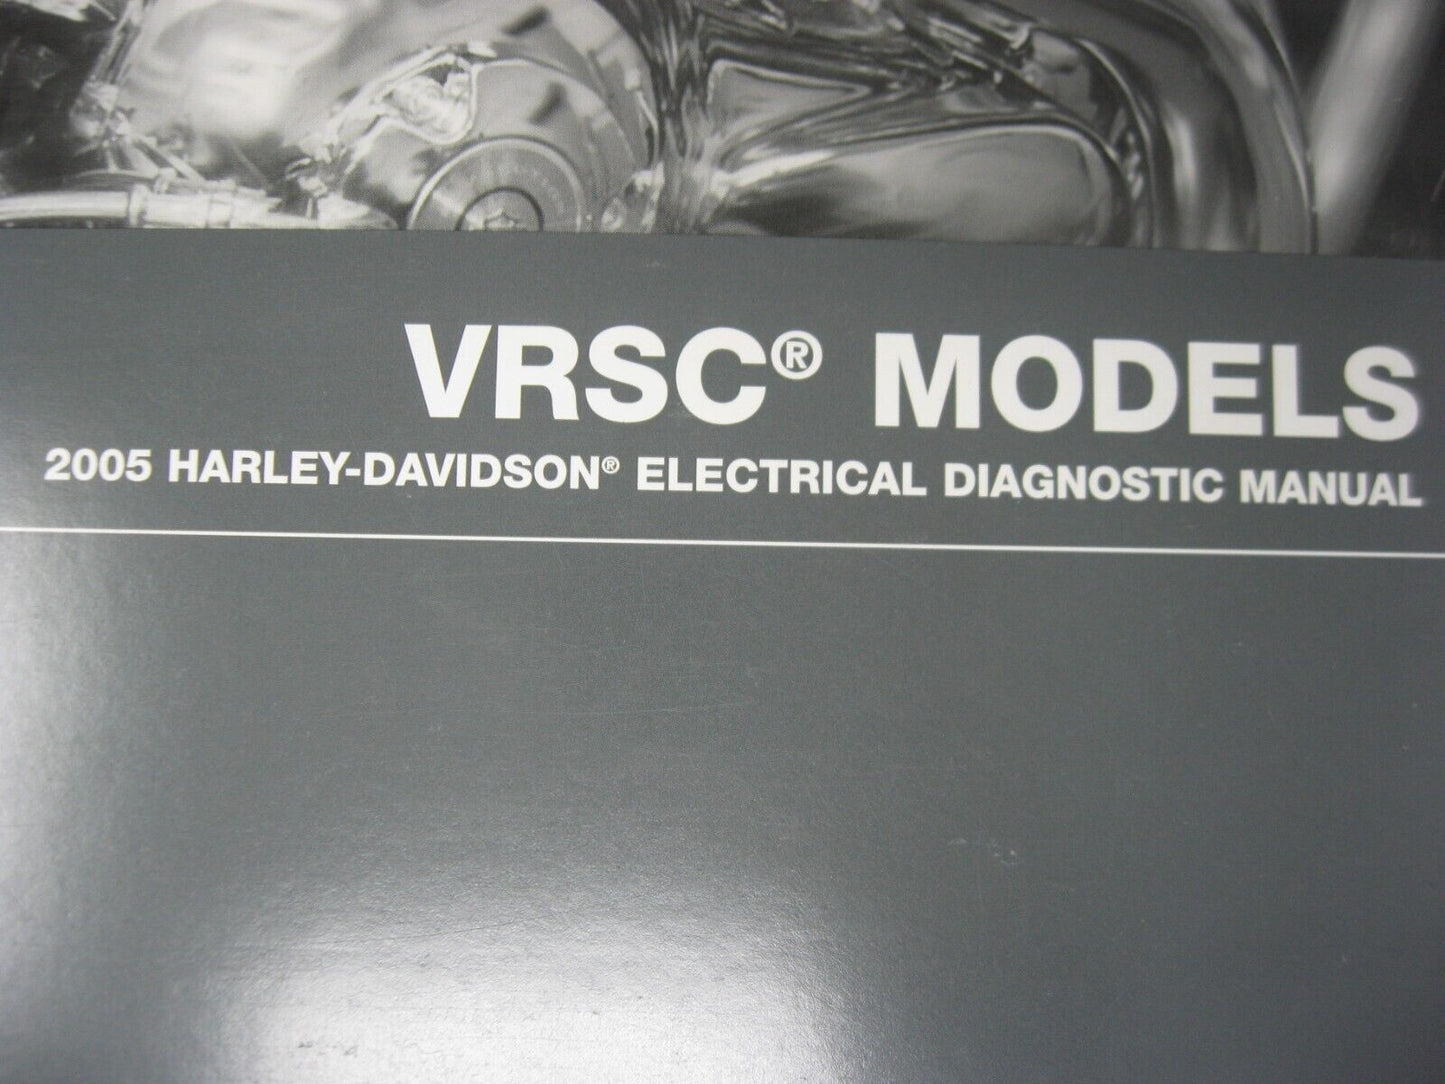 VRSC® MODELS
2005 HARLEY-DAVIDSON® ELECTRICAL DIAGNOSTIC MANUAL